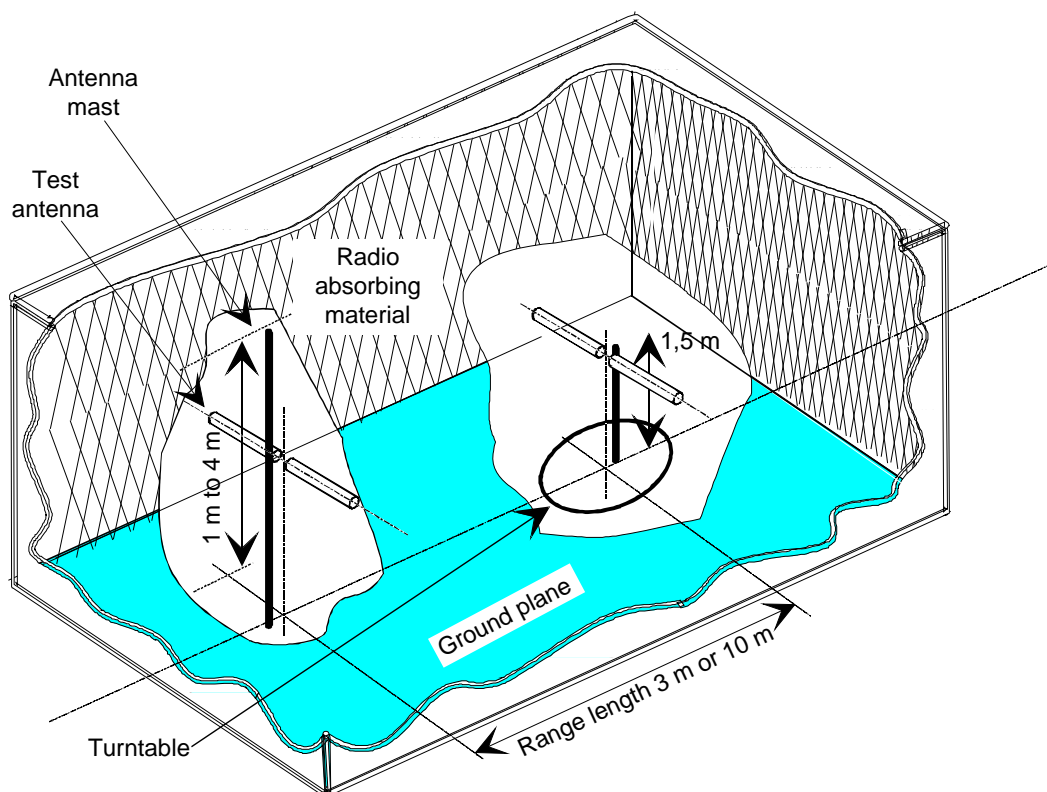 Antenna
mast
Test
antenna
Radio
absorbing
material
1,5 m
1 m to 4 m
Ground plane
Range length 3 m or 10 m
Turntable